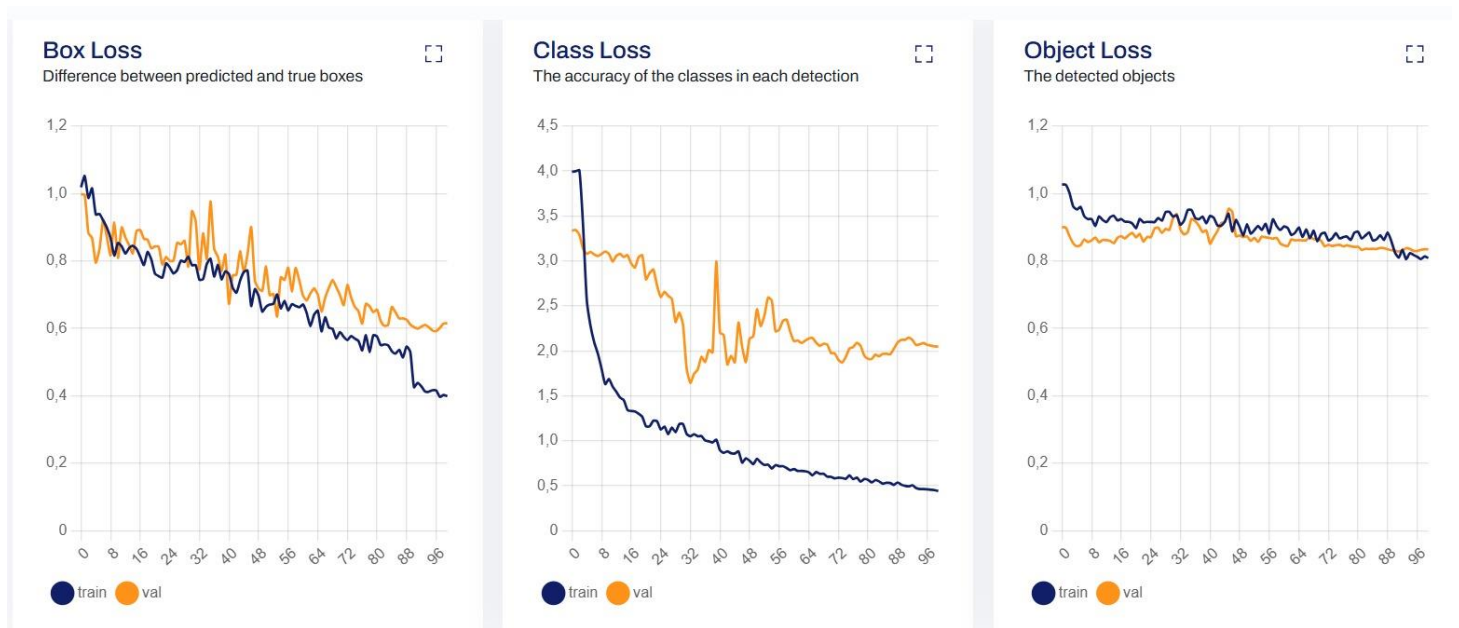 Box Loss
Difference between predicted and true boxes
1,2
1,0
0,8
0,6
0,4
0,2
0
0 8 16 24 32 40 48 56 64 72 80 88 96
train val
Class Loss
The accuracy of the classes in each detection
4,5
4,0
3,5
3,0
2,5
2,0
1,5
1,0
0,5
0
0 8 16 24 32 40 48 56 64 72 80 88 96
train val
Object Loss
The detected objects
1,2
1,0
0,8
0,6
0,4
0,2
0
0 8 16 24 32 40 48 56 64 72 80 88 96
train val